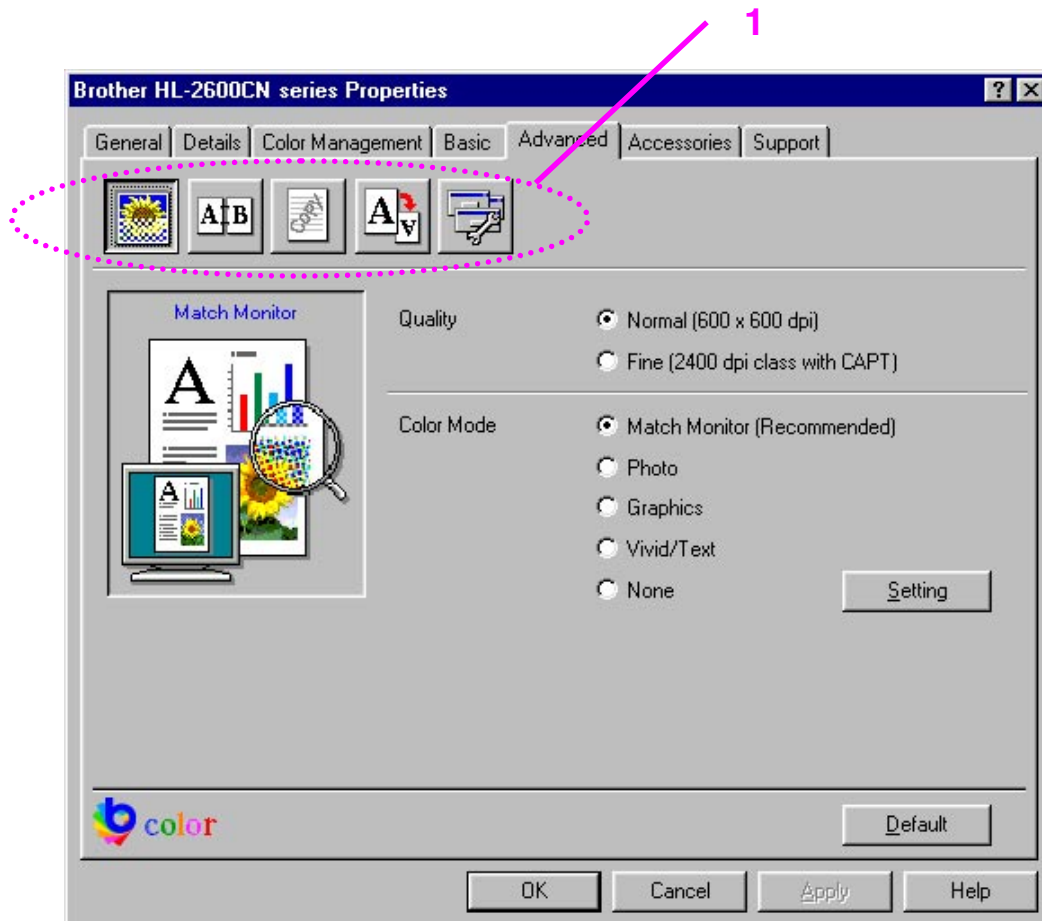 1
Brother HL-2600CN series Properties
General Details Color Management Basic Advanced Accessories Support
A B COPY A A
Match Monitor
A
A
Quality
Normal (600 x 600 dpi)
Fine (2400 dpi class with CAPT)
Color Mode
Match Monitor (Recommended)
Photo
Graphics
Vivid/Text
None
Setting
b color
Default
OK Cancel Apply Help